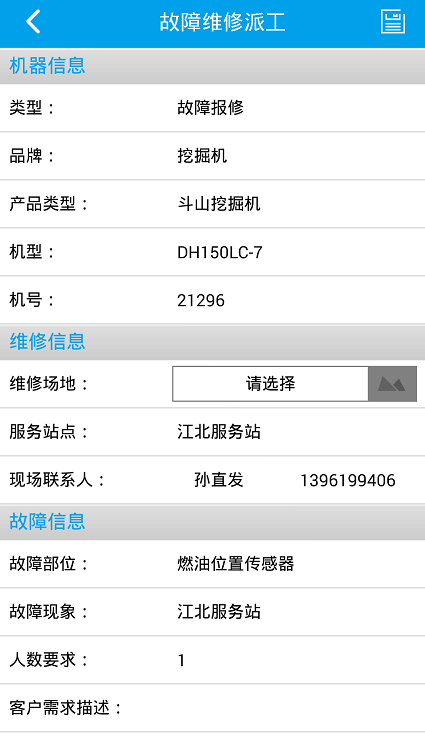 故障维修派工
机器信息
类型： 故障报修
品牌： 挖掘机
产品类型： 斗山挖掘机
机型： DH150LC-7
机号： 21296
维修信息
维修场地： 请选择
服务站点： 江北服务站
现场联系人： 孙直发 1396199406
故障信息
故障部位： 燃油位置传感器
故障现象： 江北服务站
人数要求： 1
客户需求描述：